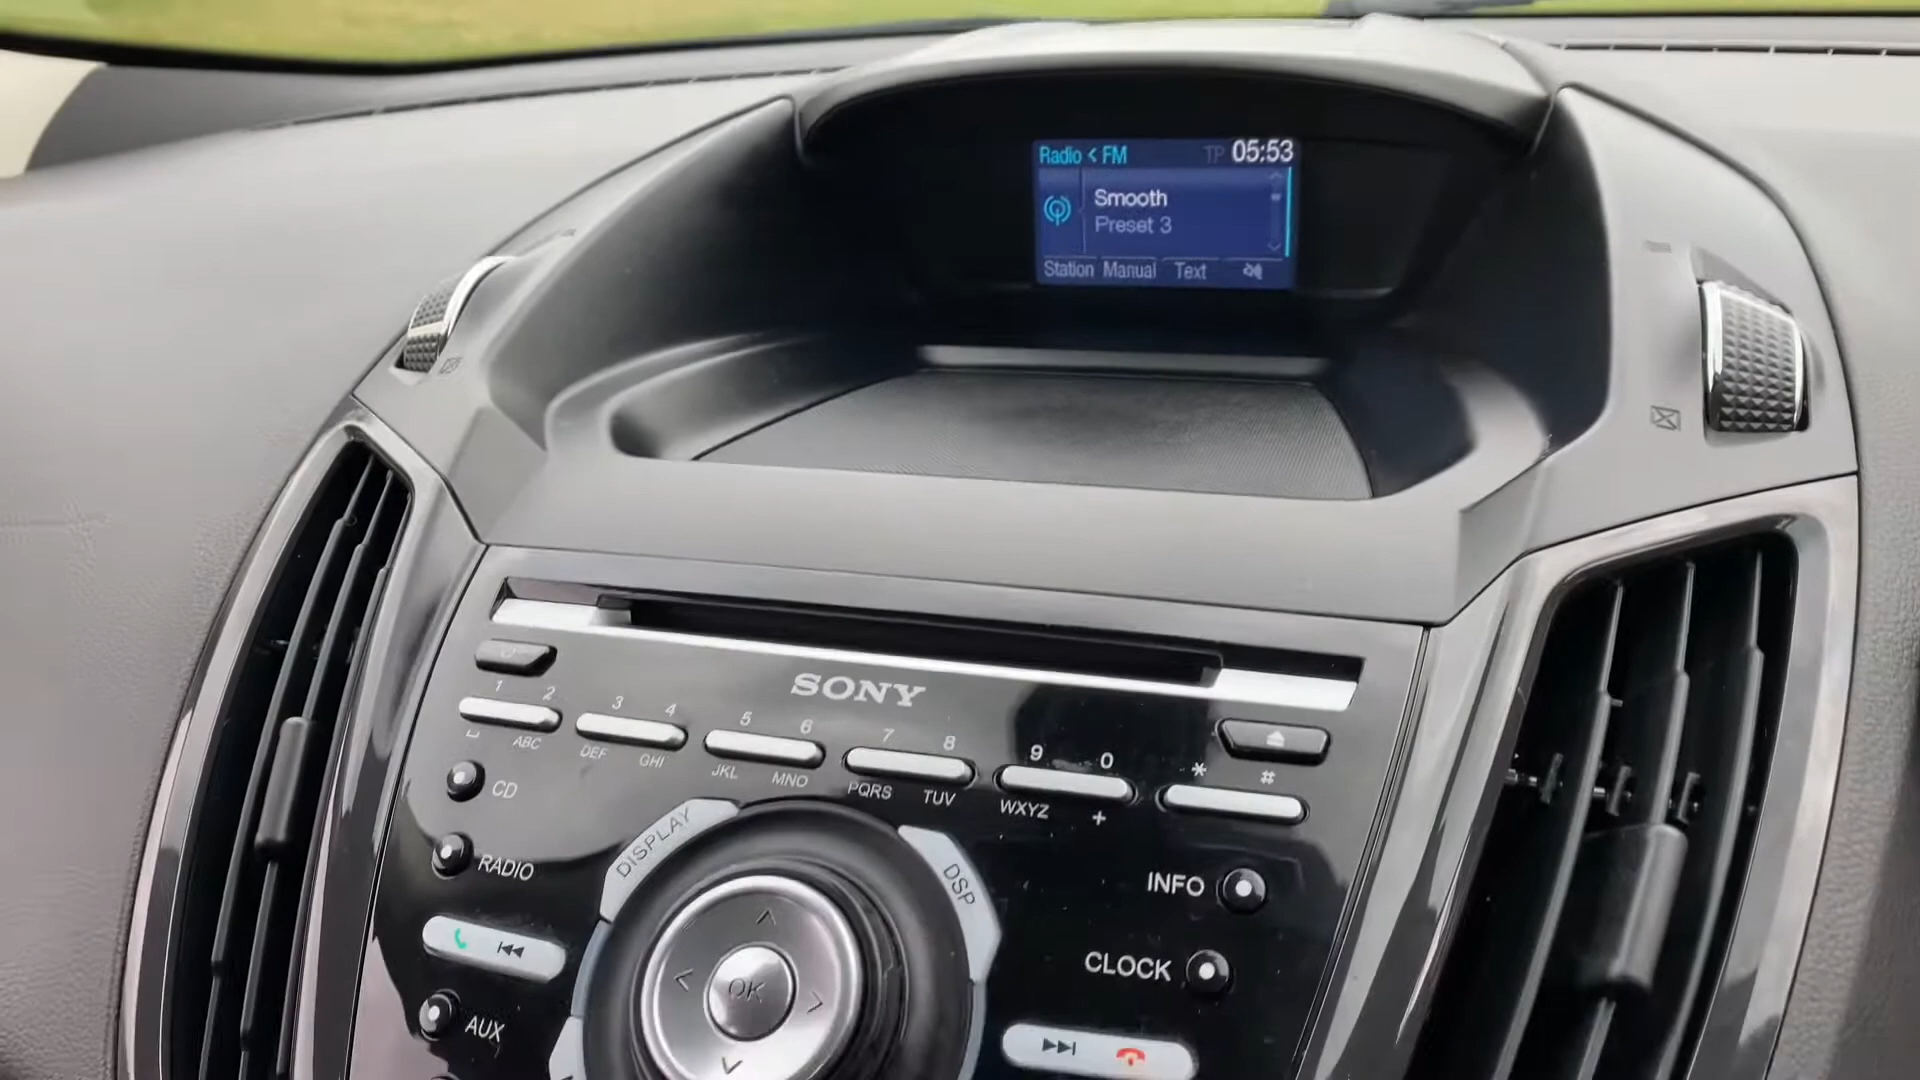 Radio < FM TP 05:53
Smooth
Preset 3
Station Manual Text
SONY
1 2 3 4 5 6 7 8 9 0 * #
ABC DEF GHI JKL MNO PQRS TUV WXYZ +
CD
DISPLAY
DSP
RADIO
INFO
CLOCK
OK
AUX